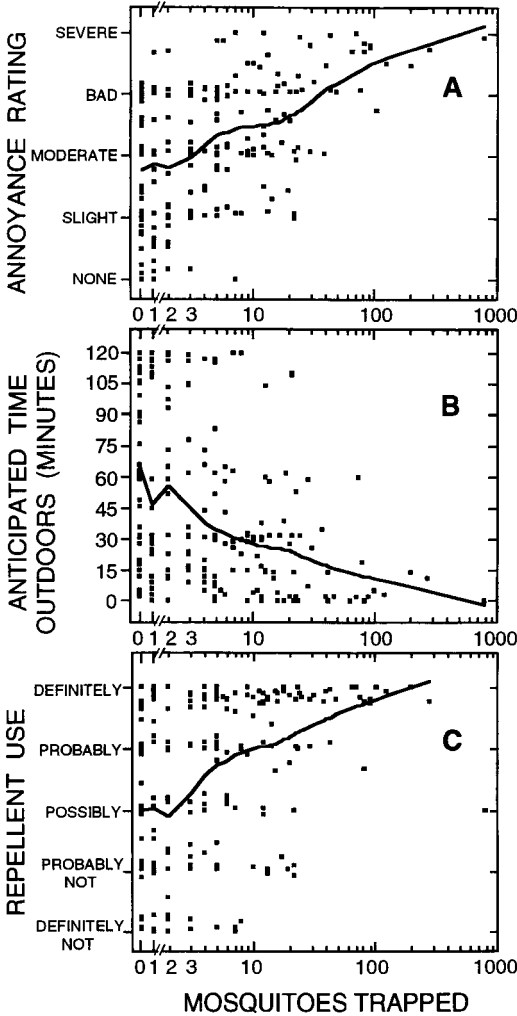 SEVERE
BAD
MODERATE
SLIGHT
NONE
ANNOYANCE RATING
A
0 1 2 3 10 100 1000
120
105
90
75
60
45
30
15
0
ANTICIPATED TIME
OUTDOORS (MINUTES)
B
0 1 2 3 10 100 1000
DEFINITELY
PROBABLY
POSSIBLY
PROBABLY
NOT
DEFINITELY
NOT
REPELLENT USE
C
0 1 2 3 10 100 1000
MOSQUITOES TRAPPED